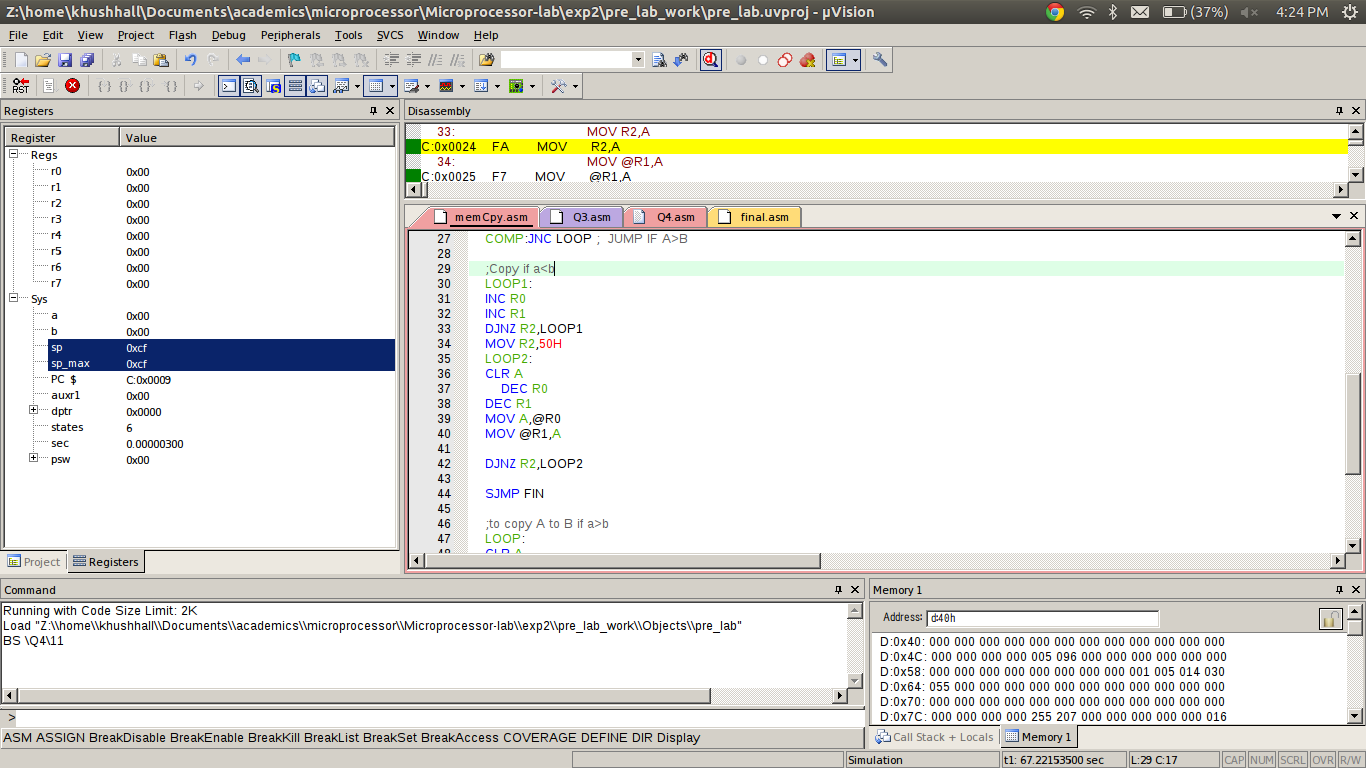 Z:\home\khushhall\Documents\academics\microprocessor\Microprocessor-lab\exp2\pre_lab_work\pre_lab.uvproj - µVision
(37%)
4:24 PM
File Edit View Project Flash Debug Peripherals Tools SVCS Window Help
RST
Registers
Register Value
Regs
r0 0x00
r1 0x00
r2 0x00
r3 0x00
r4 0x00
r5 0x00
r6 0x00
r7 0x00
Sys
a 0x00
b 0x00
sp 0xcf
sp_max 0xcf
PC $ C:0x0009
auxr1 0x00
dptr 0x0000
states 6
sec 0.00000300
psw 0x00
Project Registers
Disassembly
33: MOV R2,A
C:0x0024 FA MOV R2,A
34: MOV @R1,A
C:0x0025 F7 MOV @R1,A
memCpy.asm Q3.asm Q4.asm final.asm
27 COMP:JNC LOOP ; JUMP IF A>B
28
29 ;Copy if a<b
30 LOOP1:
31 INC R0
32 INC R1
33 DJNZ R2,LOOP1
34 MOV R2,50H
35 LOOP2:
36 CLR A
37 DEC R0
38 DEC R1
39 MOV A,@R0
40 MOV @R1,A
41
42 DJNZ R2,LOOP2
43
44 SJMP FIN
45
46 ;to copy A to B if a>b
47 LOOP:
48 CLR A
Command
Running with Code Size Limit: 2K
Load "Z:\\home\\khushhall\\Documents\\academics\\microprocessor\\Microprocessor-lab\\exp2\\pre_lab_work\\Objects\\pre_lab"
BS \Q4\11
>
ASM ASSIGN BreakDisable BreakEnable BreakKill BreakList BreakSet BreakAccess COVERAGE DEFINE DIR Display
Memory 1
Address: d:40h
D:0x40: 000 000 000 000 000 000 000 000 000 000 000 000
D:0x4C: 000 000 000 000 005 096 000 000 000 000 000 000
D:0x58: 000 000 000 000 000 000 000 000 001 005 014 030
D:0x64: 055 000 000 000 000 000 000 000 000 000 000 000
D:0x70: 000 000 000 000 000 000 000 000 000 000 000 000
D:0x7C: 000 000 000 000 255 207 000 000 000 000 000 016
Call Stack + Locals Memory 1
Simulation t1: 67.22153500 sec L:29 C:17 CAP NUM SCRL OVR R/W